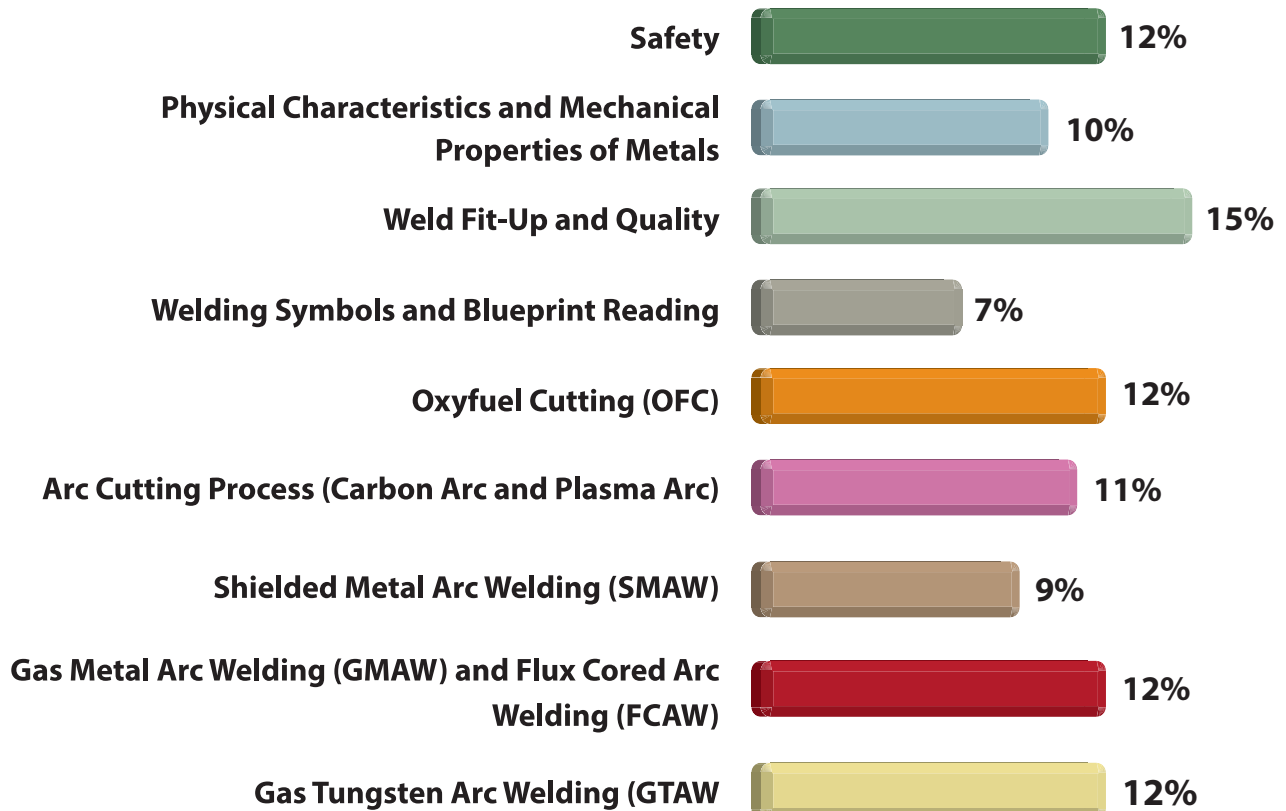 Safety 12%
Physical Characteristics and Mechanical
Properties of Metals 10%
Weld Fit-Up and Quality 15%
Welding Symbols and Blueprint Reading 7%
Oxyfuel Cutting (OFC) 12%
Arc Cutting Process (Carbon Arc and Plasma Arc) 11%
Shielded Metal Arc Welding (SMAW) 9%
Gas Metal Arc Welding (GMAW) and Flux Cored Arc
Welding (FCAW) 12%
Gas Tungsten Arc Welding (GTAW 12%